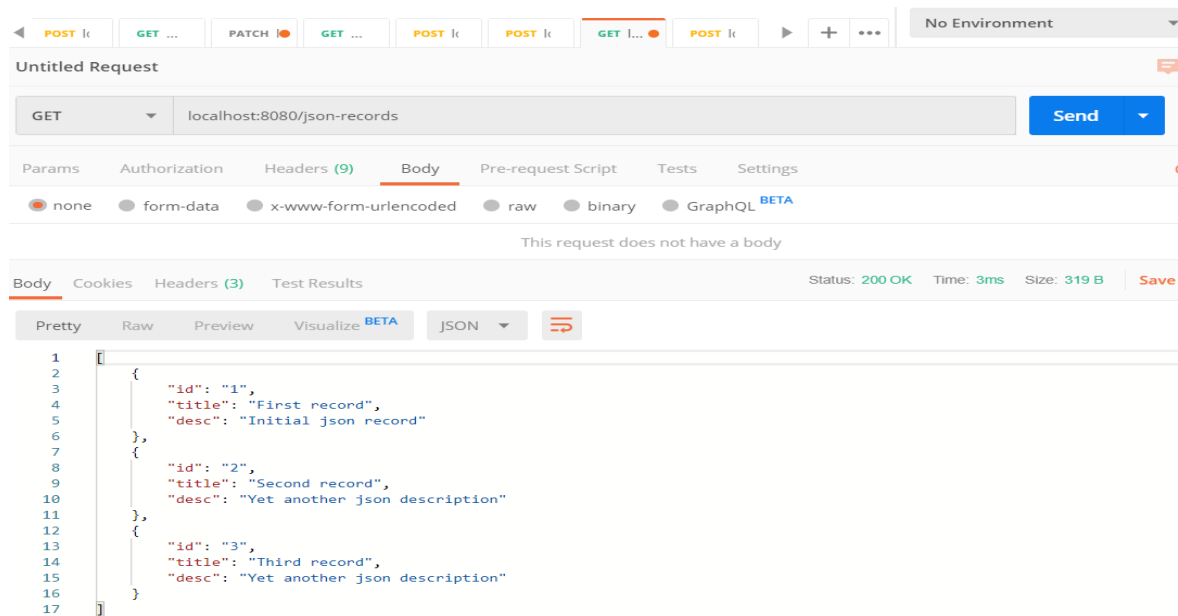 POST l GET ... PATCH GET ... POST l POST l GET l... POST l + ••• No Environment
Untitled Request
GET localhost:8080/json-records Send
Params Authorization Headers (9) Body Pre-request Script Tests Settings
none form-data x-www-form-urlencoded raw binary GraphQL BETA
This request does not have a body
Body Cookies Headers (3) Test Results Status: 200 OK Time: 3ms Size: 319 B Save
Pretty Raw Preview Visualize BETA JSON
1 [
2 {
3 "id": "1",
4 "title": "First record",
5 "desc": "Initial json record"
6 },
7 {
8 "id": "2",
9 "title": "Second record",
10 "desc": "Yet another json description"
11 },
12 {
13 "id": "3",
14 "title": "Third record",
15 "desc": "Yet another json description"
16 }
17 ]